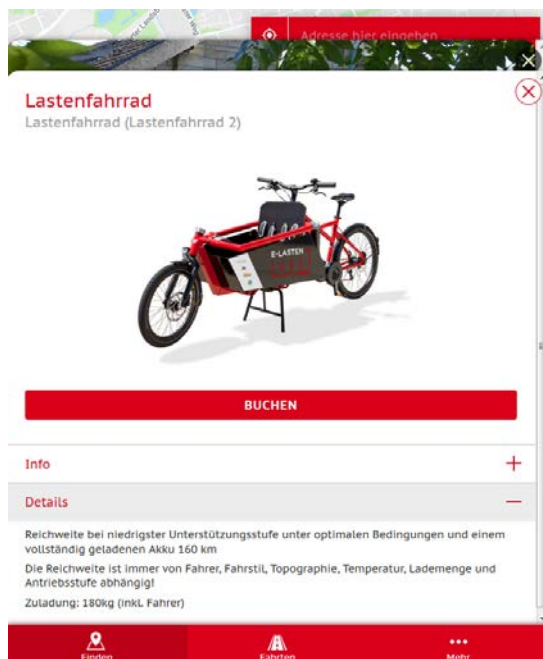 Adresse hier eingeben
Lastenfahrrad
Lastenfahrrad (Lastenfahrrad 2)
E-LASTEN
BUCHEN
Info
Details
Reichweite bei niedrigster Unterstützungsstufe unter optimalen Bedingungen und einem
vollständig geladenen Akku 160 km
Die Reichweite ist immer von Fahrer, Fahrstil, Topographie, Temperatur, Lademenge und
Antriebsstufe abhängig!
Zuladung: 180kg (inkl. Fahrer)
Finden
Fahrten
Mehr